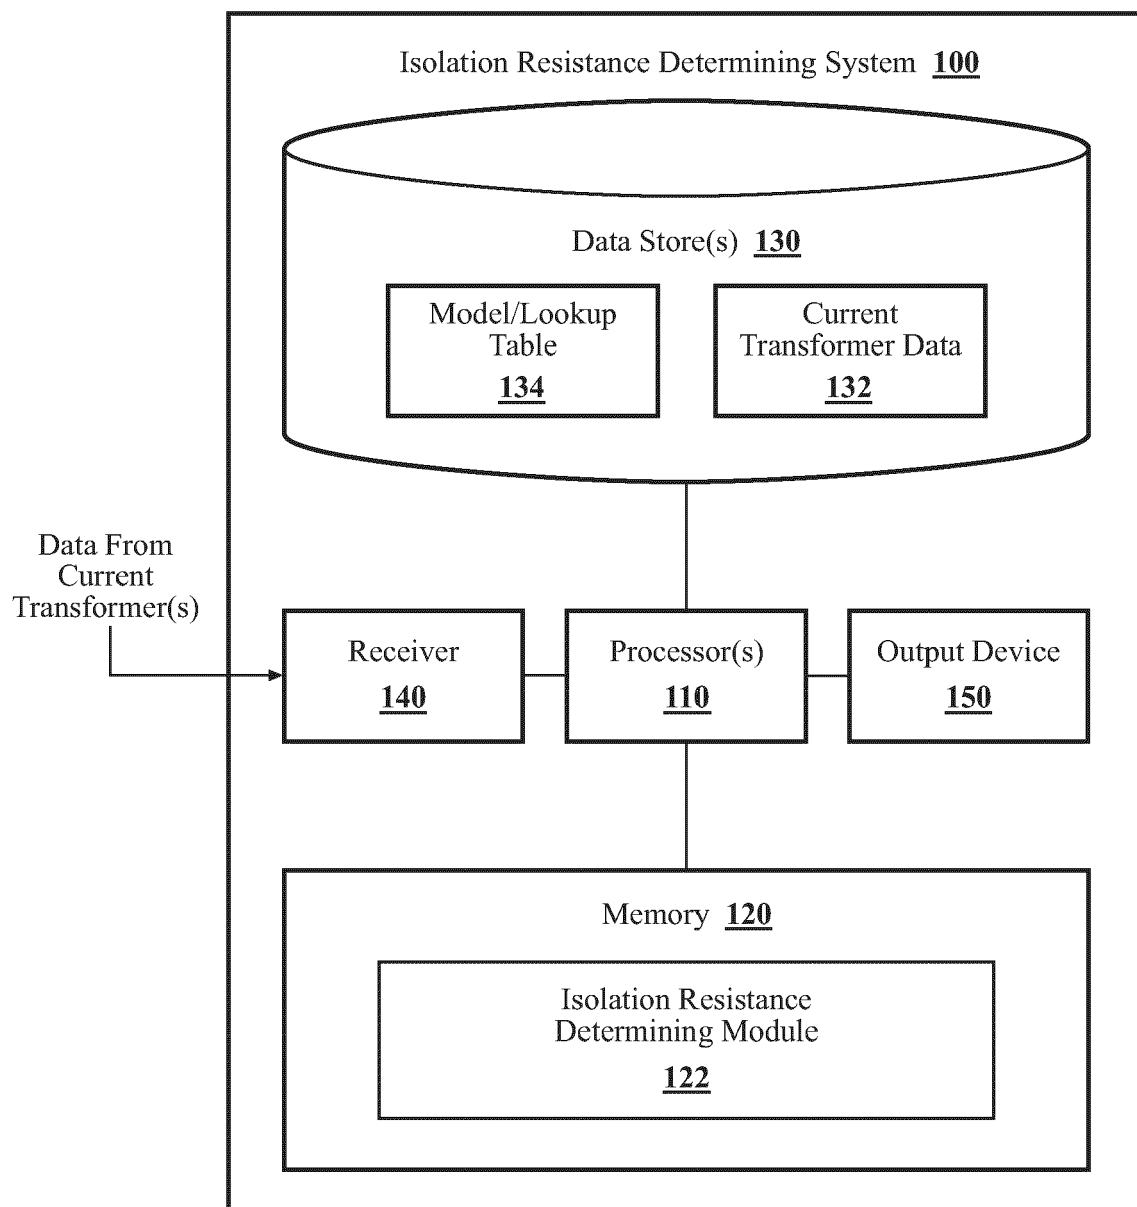 Isolation Resistance Determining System 100
Data Store(s) 130
Model/Lookup
Table
134
Current
Transformer Data
132
Data From
Current
Transformer(s)
Receiver
140
Processor(s)
110
Output Device
150
Memory 120
Isolation Resistance
Determining Module
122